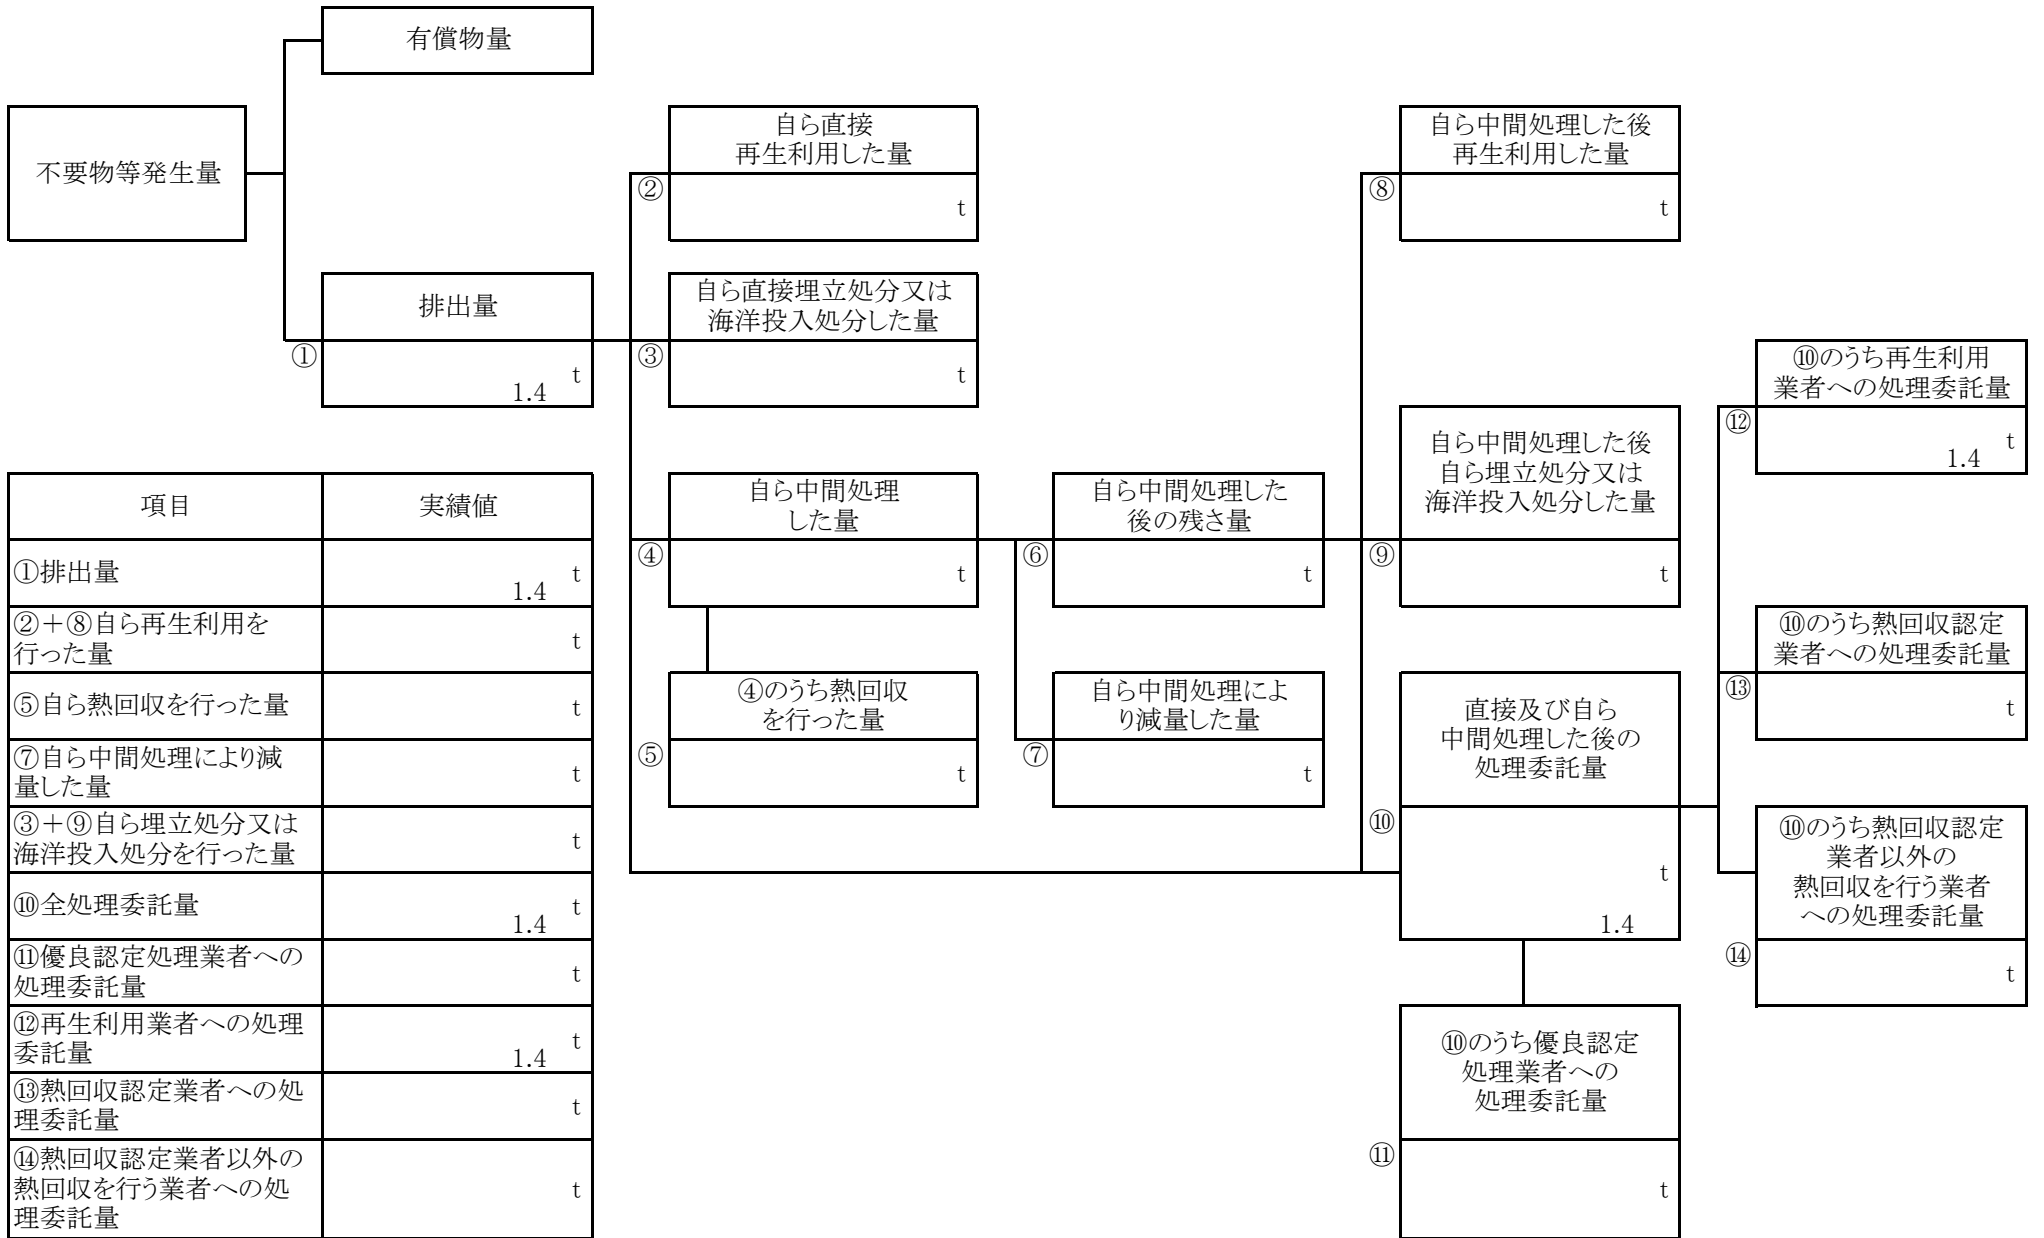 有償物量
不要物等発生量
自ら直接
再生利用した量
②
t
自ら中間処理した後
再生利用した量
⑧
t
排出量
①
t
1.4
自ら直接埋立処分又は
海洋投入処分した量
③
t
⑩のうち再生利用
業者への処理委託量
⑫
t
1.4
自ら中間処理した後
自ら埋立処分又は
海洋投入処分した量
⑨
t
自ら中間処理
した量
④
t
自ら中間処理した
後の残さ量
⑥
t
④のうち熱回収
を行った量
⑤
t
自ら中間処理によ
り減量した量
⑦
t
直接及び自ら
中間処理した後の
処理委託量
⑩
t
1.4
⑩のうち熱回収認定
業者への処理委託量
⑬
t
⑩のうち熱回収認定
業者以外の
熱回収を行う業者
への処理委託量
⑭
t
⑩のうち優良認定
処理業者への
処理委託量
⑪
t
項目
実績値
①排出量
t
1.4
②＋⑧自ら再生利用を
行った量
t
⑤自ら熱回収を行った量
t
⑦自ら中間処理により減
量した量
t
③＋⑨自ら埋立処分又は
海洋投入処分を行った量
t
⑩全処理委託量
t
1.4
⑪優良認定処理業者への
処理委託量
t
⑫再生利用業者への処理
委託量
t
1.4
⑬熱回収認定業者への処
理委託量
t
⑭熱回収認定業者以外の
熱回収を行う業者への処
理委託量
t